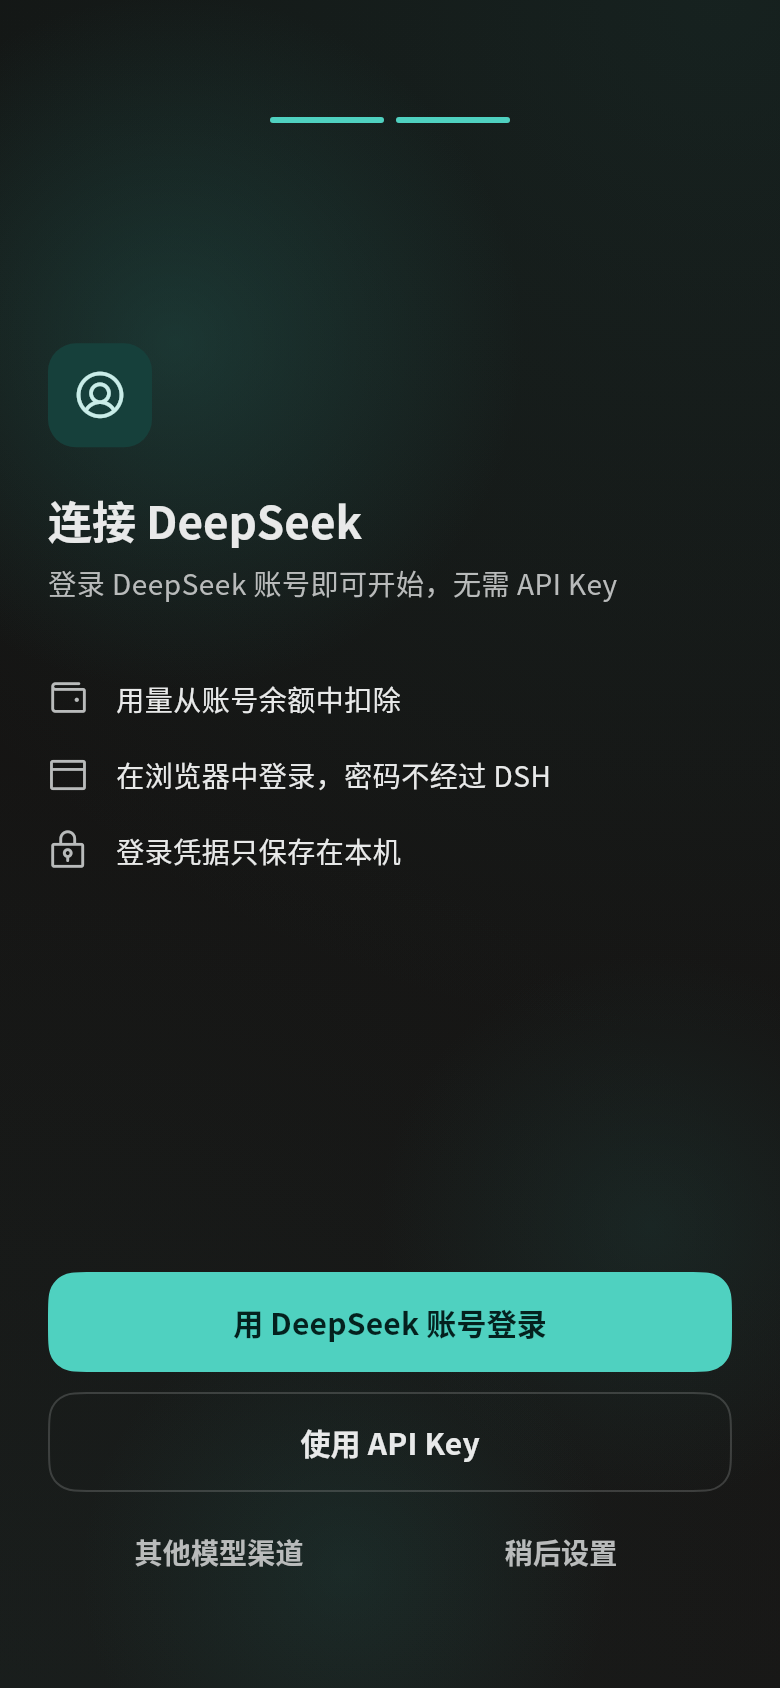 连接 DeepSeek
登录 DeepSeek 账号即可开始，无需 API Key
用量从账号余额中扣除
在浏览器中登录，密码不经过 DSH
登录凭据只保存在本机
用 DeepSeek 账号登录
使用 API Key
其他模型渠道
稍后设置